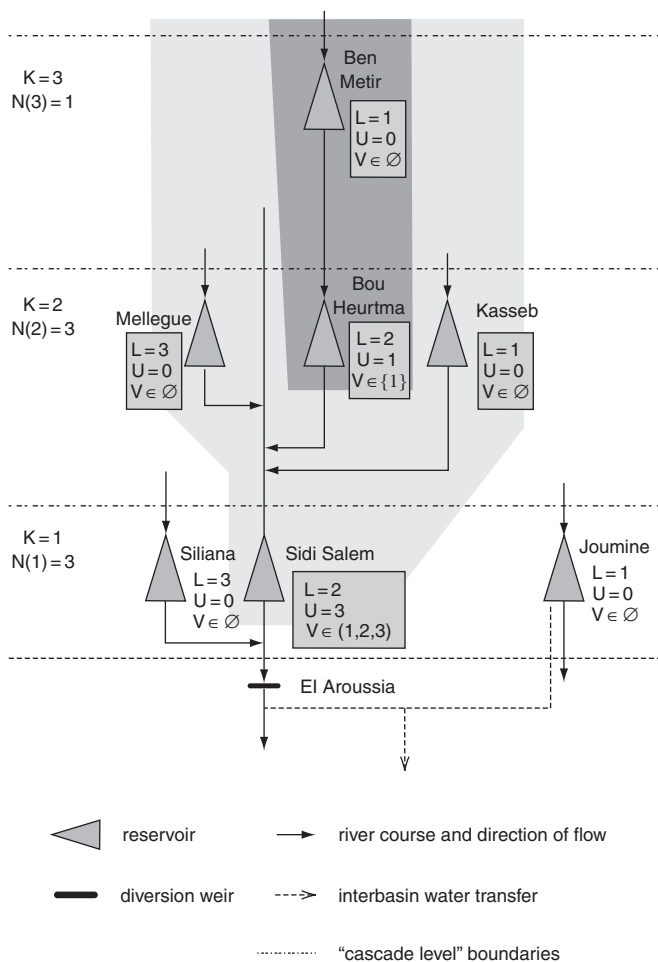 Ben
Metir
K=3
N(3)=1
L=1
U=0
V∈∅
K=2
N(2)=3
Mellegue
L=3
U=0
V∈∅
Bou
Heurtma
L=2
U=1
V∈{1}
Kasseb
L=1
U=0
V∈∅
K=1
N(1)=3
Siliana
L=3
U=0
V∈∅
Sidi Salem
L=2
U=3
V∈(1,2,3)
Joumine
L=1
U=0
V∈∅
El Aroussia
reservoir
river course and direction of flow
diversion weir
interbasin water transfer
“cascade level” boundaries